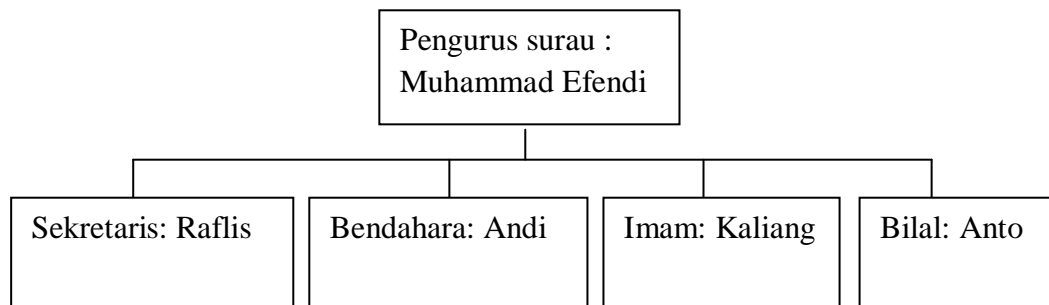 Pengurus surau :
Muhammad Efendi
Sekretaris: Raflis
Bendahara: Andi
Imam: Kaliang
Bilal: Anto